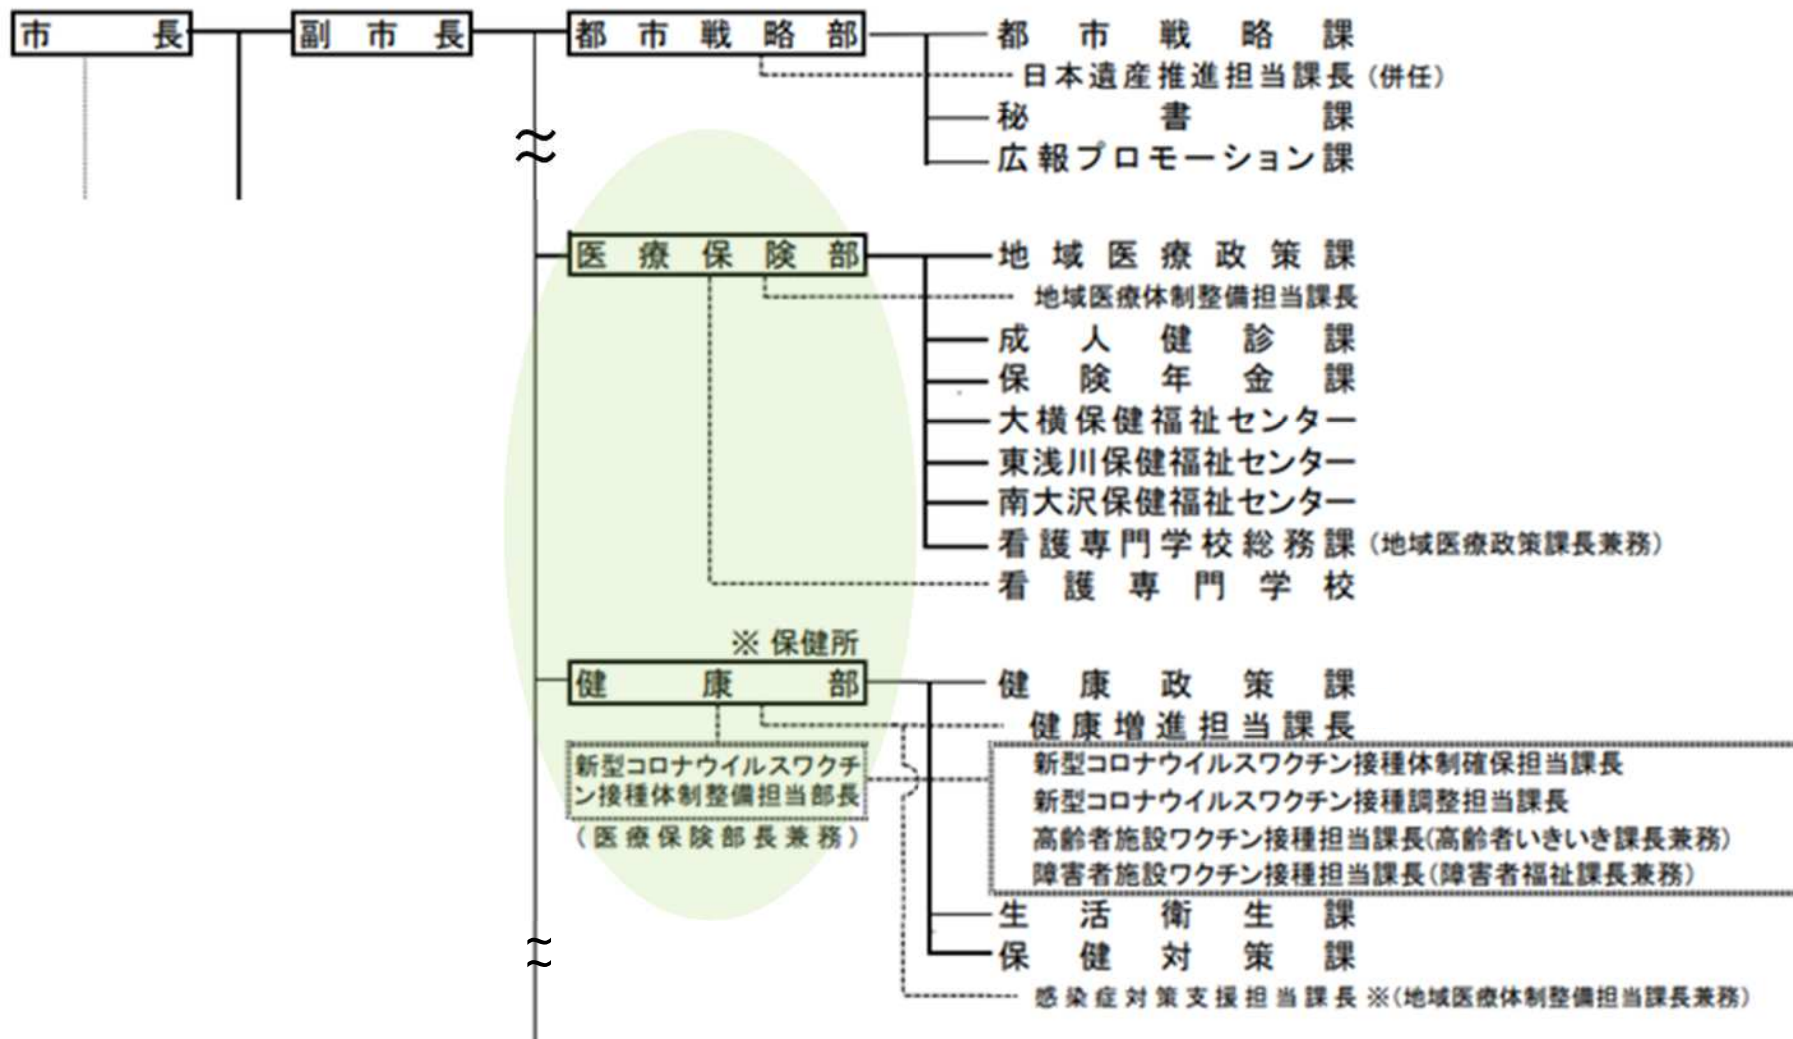 市長 副市長 都市戦略部 都市戦略課
日本遺産推進担当課長（併任）
秘書課
広報プロモーション課
医療保険部 地域医療政策課
地域医療体制整備担当課長
成人健診課
保険年金課
大横保健福祉センター
東浅川保健福祉センター
南大沢保健福祉センター
看護専門学校総務課（地域医療政策課長兼務）
看護専門学校
※ 保健所
健康部 健康政策課
健康増進担当課長
新型コロナウイルスワクチ
ン接種体制整備担当部長
（医療保険部長兼務）
新型コロナウイルスワクチン接種体制確保担当課長
新型コロナウイルスワクチン接種調整担当課長
高齢者施設ワクチン接種担当課長(高齢者いきいき課長兼務)
障害者施設ワクチン接種担当課長(障害者福祉課長兼務)
生活衛生課
保健対策課
感染症対策支援担当課長 ※(地域医療体制整備担当課長兼務)